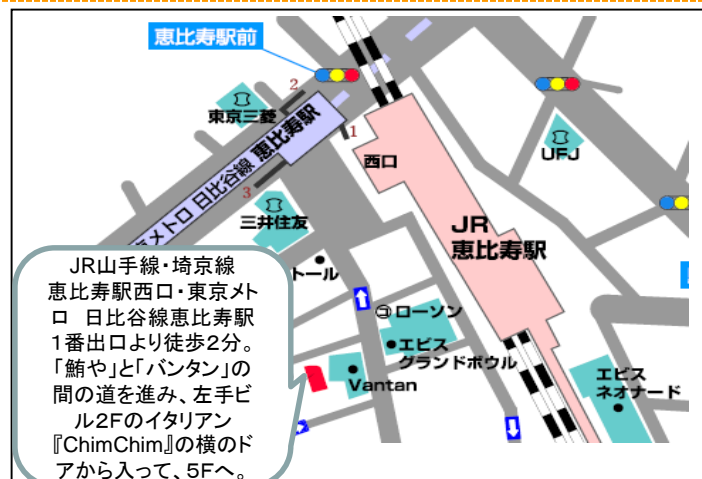 恵比寿駅前
2
東京三菱
1
東京メトロ 日比谷線 恵比寿駅
3
西口
UFJ
三井住友
JR
恵比寿駅
トール
ローソン
エビス
グランドボウル
Vantan
エビス
ネオナード
JR山手線・埼京線
恵比寿駅西口・東京メト
ロ 日比谷線恵比寿駅
1番出口より徒歩2分。
「鮪や」と「バンタン」の
間の道を進み、左手ビ
ル2Fのイタリアン
『ChimChim』の横のド
アから入って、5Fへ。